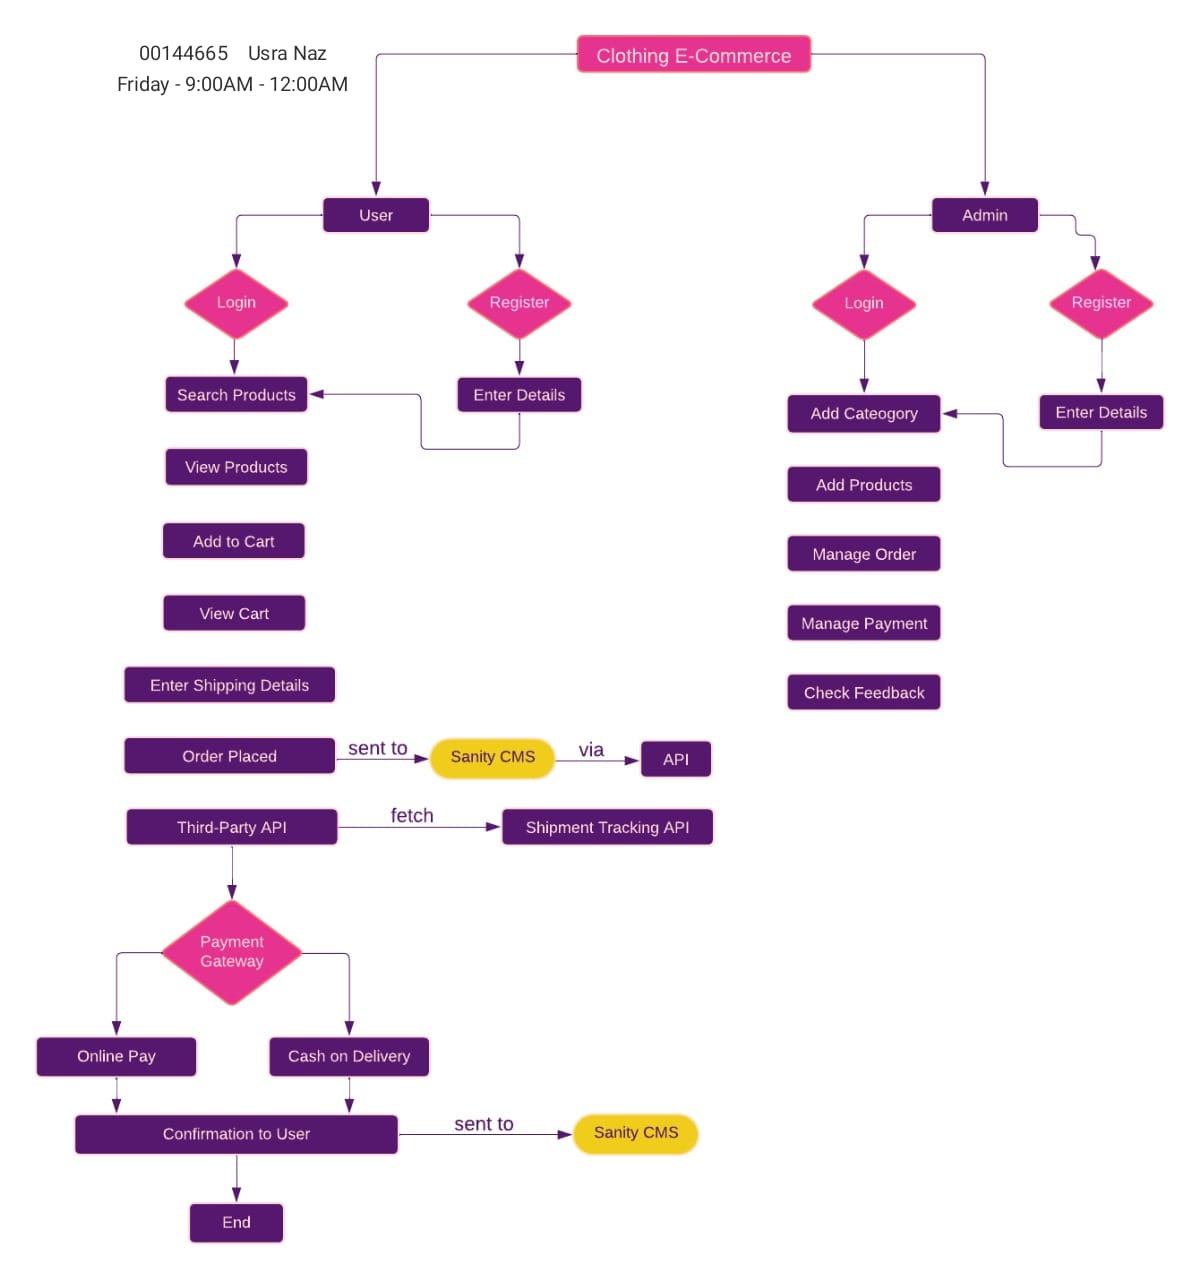 00144665 Usra Naz
Friday - 9:00AM - 12:00AM
Clothing E-Commerce
User
Admin
Login
Register
Login
Register
Search Products
Enter Details
Add Cateogory
Enter Details
View Products
Add Products
Add to Cart
Manage Order
View Cart
Manage Payment
Enter Shipping Details
Check Feedback
Order Placed
sent to
Sanity CMS
via
API
Third-Party API
fetch
Shipment Tracking API
Payment
Gateway
Online Pay
Cash on Delivery
Confirmation to User
sent to
Sanity CMS
End